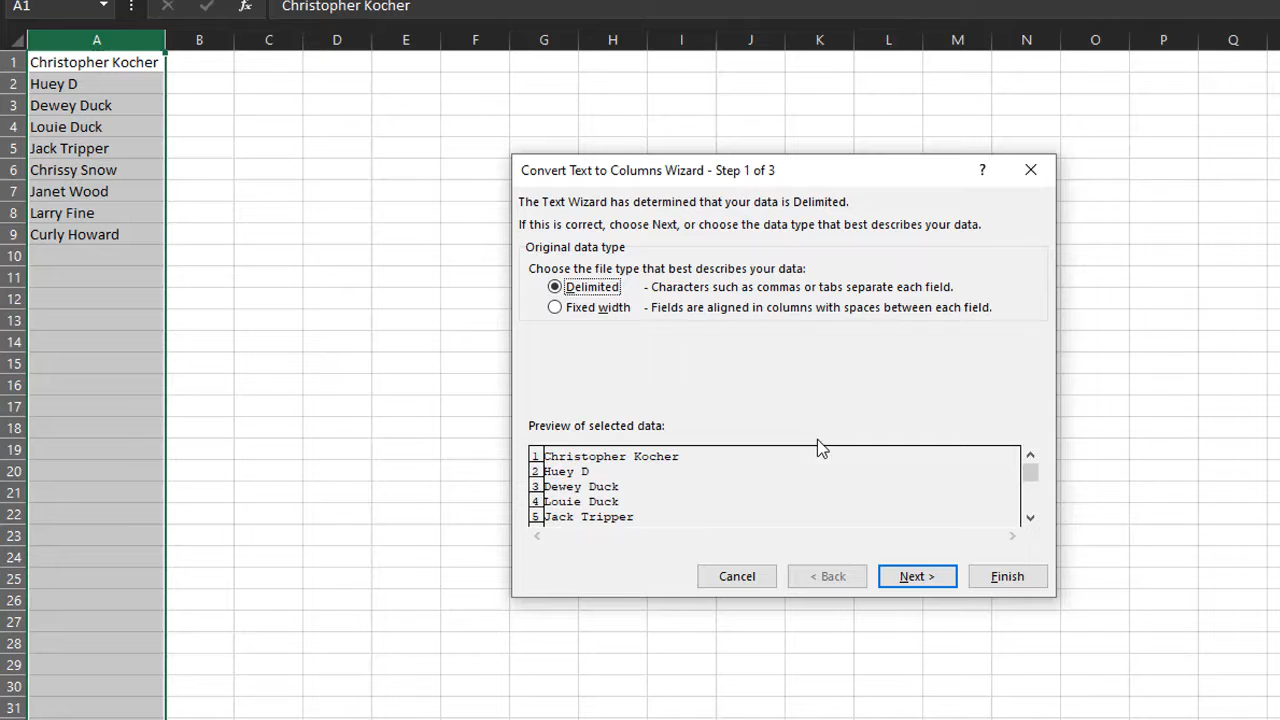 A1 fx Christopher Kocher
A B C D E F G H I J K L M N O P Q
1 Christopher Kocher
2 Huey D
3 Dewey Duck
4 Louie Duck
5 Jack Tripper
6 Chrissy Snow
7 Janet Wood
8 Larry Fine
9 Curly Howard
10
11
12
13
14
15
16
17
18
19
20
21
22
23
24
25
26
27
28
29
30
31
Convert Text to Columns Wizard - Step 1 of 3 ?
The Text Wizard has determined that your data is Delimited.
If this is correct, choose Next, or choose the data type that best describes your data.
Original data type
Choose the file type that best describes your data:
Delimited - Characters such as commas or tabs separate each field.
Fixed width - Fields are aligned in columns with spaces between each field.
Preview of selected data:
1 Christopher Kocher
2 Huey D
3 Dewey Duck
4 Louie Duck
5 Jack Tripper
Cancel < Back Next > Finish